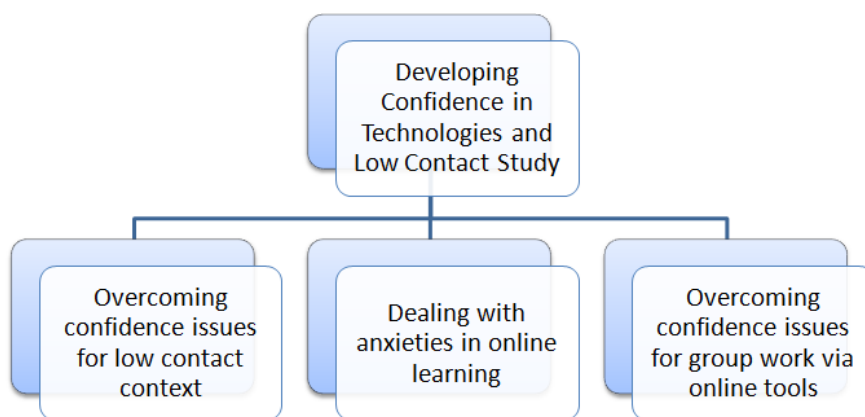 Developing
Confidence in
Technologies and
Low Contact Study
Overcoming
confidence issues
for low contact
context
Dealing with
anxieties in online
learning
Overcoming
confidence issues
for group work via
online tools